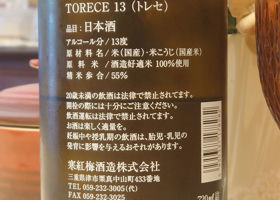 TORECE 13 (トレセ)
品目：日本酒
アルコール分 / 13度
原材料名 / 米(国産)・米こうじ(国産米)
原料米 / 酒造好適米 100%使用
精米歩合 / 55%
20歳未満の飲酒は法律で禁止されてます。
開栓の際には十分にご注意ください。
飲酒運転は法律で禁止されています。
お酒は楽しく適量を。
妊娠中や授乳期の飲酒は、胎児・乳児の
発育に影響を与えるおそれがあります。
寒紅梅酒造株式会社
三重県津市栗真中山町433番地
TEL 059-232-3005(代)
FAX 059-232-3025
720ml